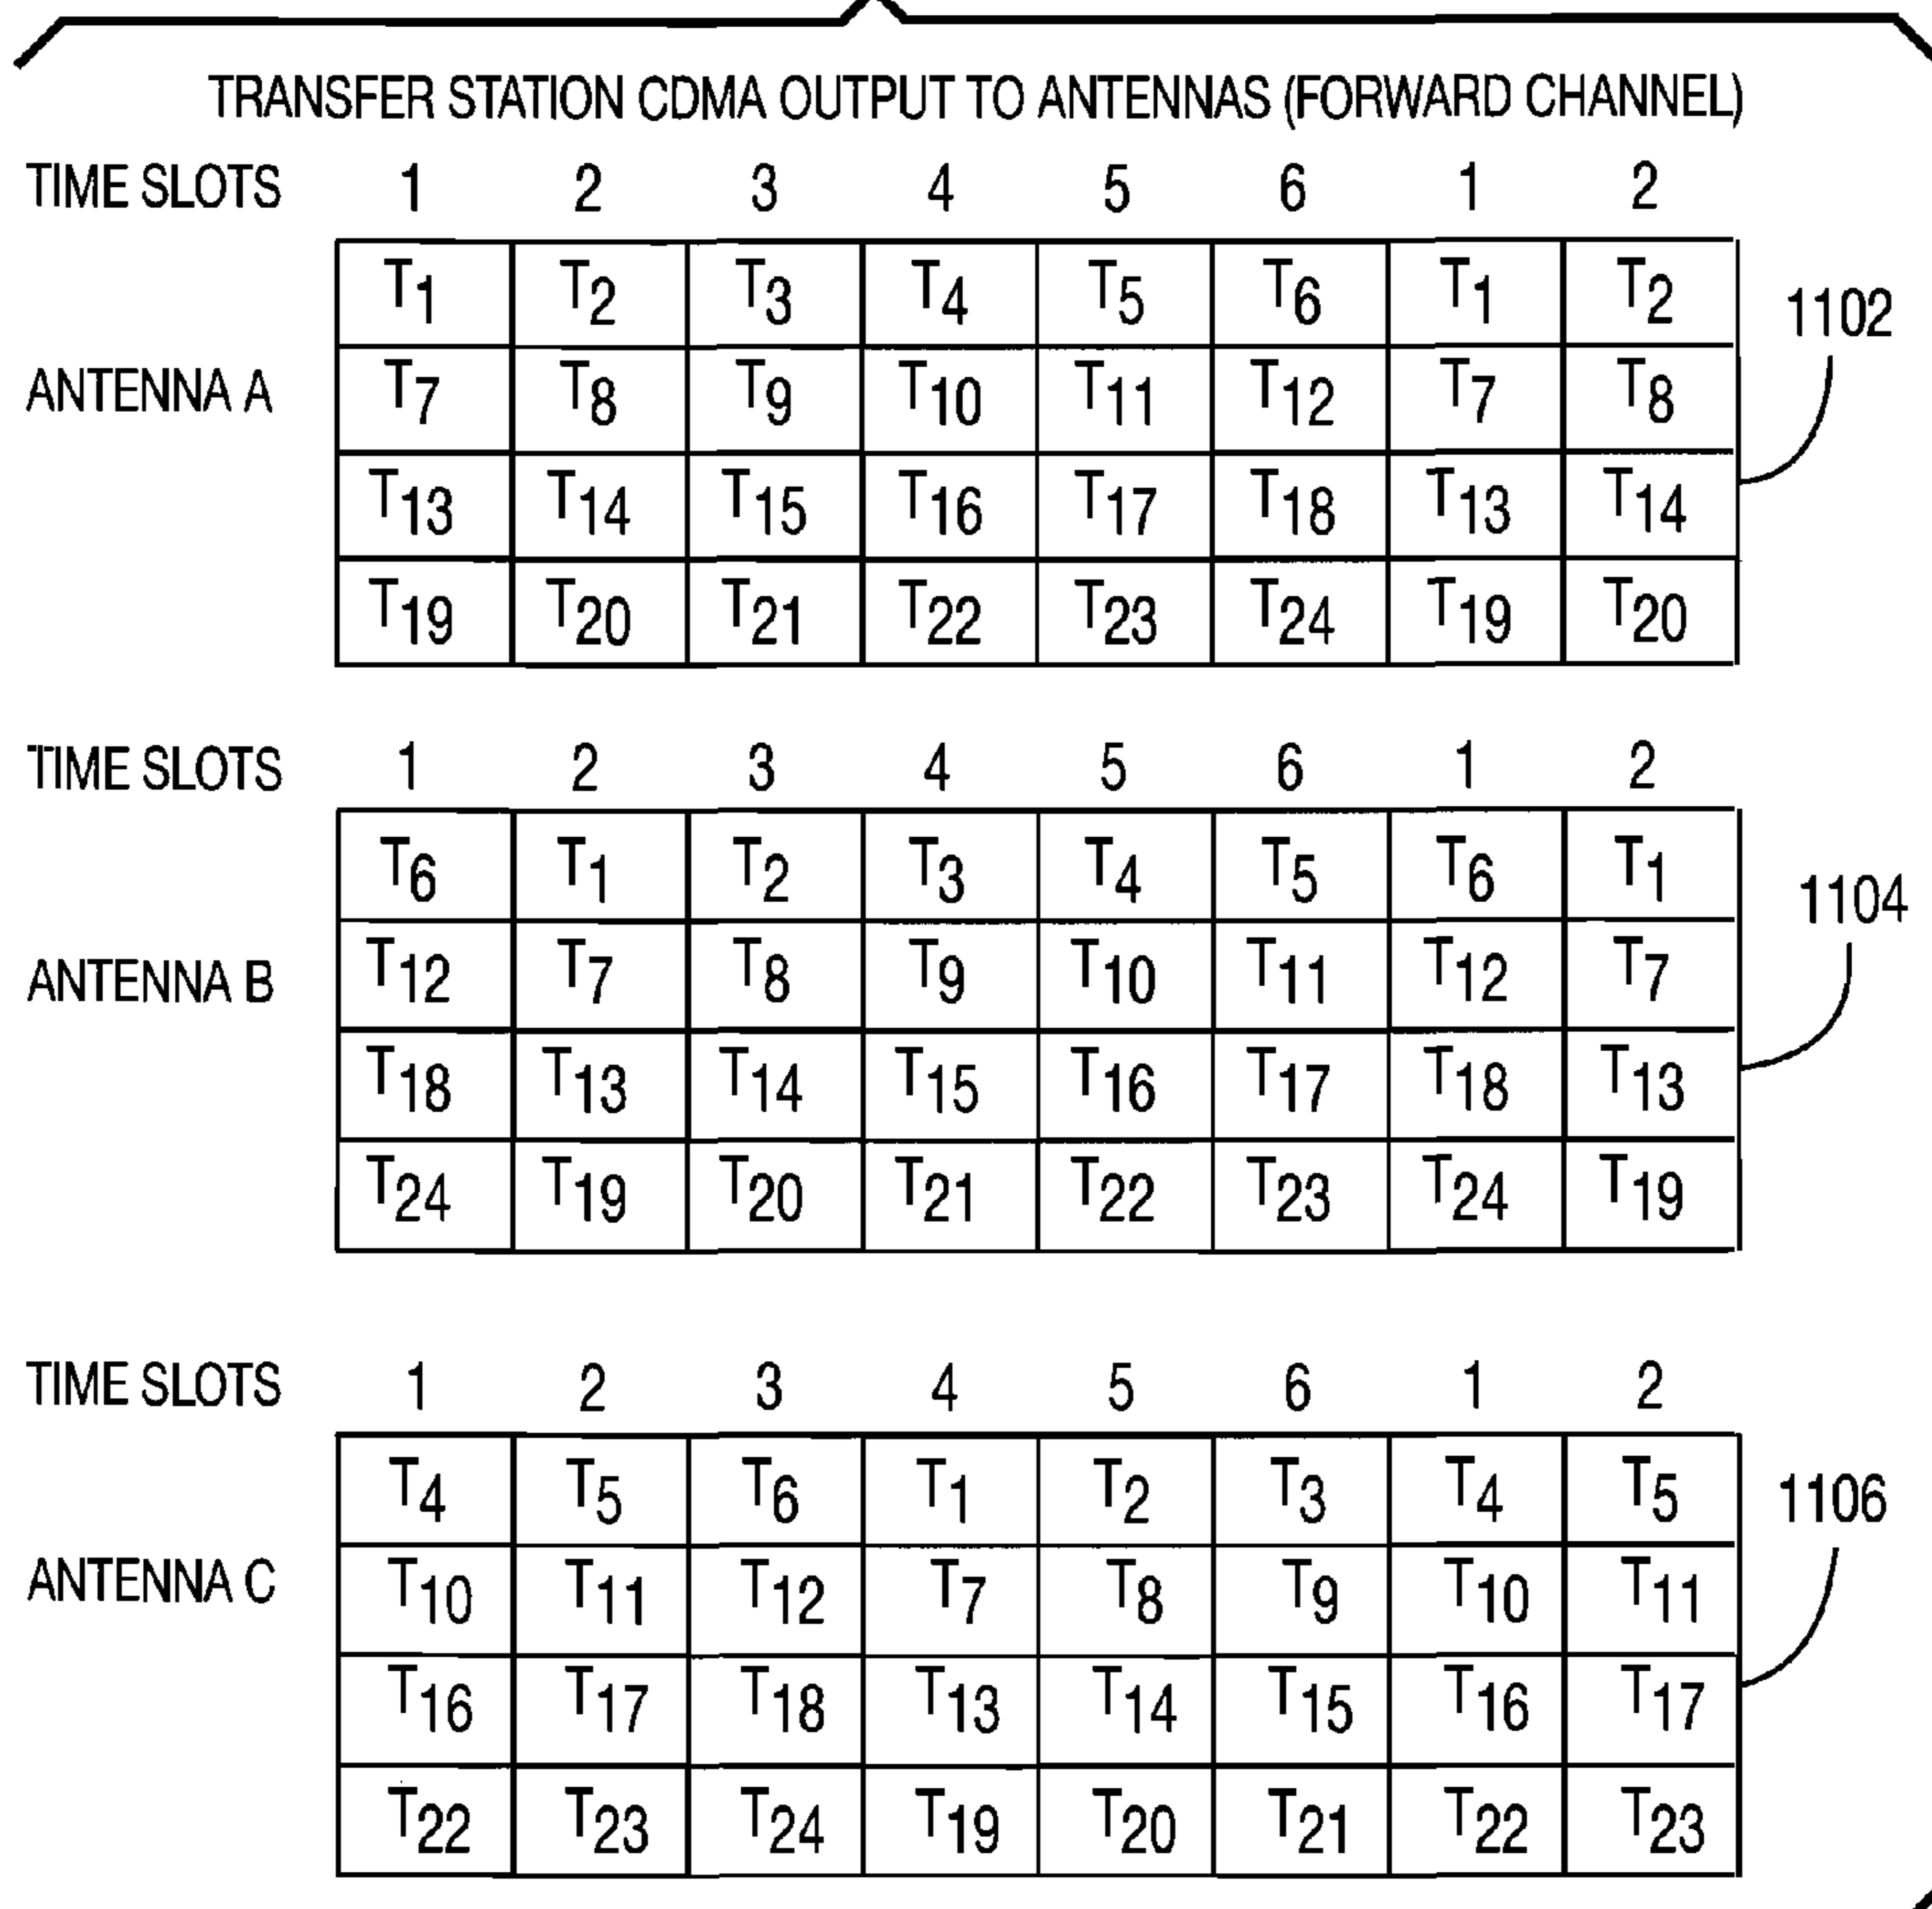 TRANSFER STATION CDMA OUTPUT TO ANTENNAS (FORWARD CHANNEL)
TIME SLOTS 1 2 3 4 5 6 1 2
T1 T2 T3 T4 T5 T6 T1 T2
1102
ANTENNA A T7 T8 T9 T10 T11 T12 T7 T8
T13 T14 T15 T16 T17 T18 T13 T14
T19 T20 T21 T22 T23 T24 T19 T20
TIME SLOTS 1 2 3 4 5 6 1 2
T6 T1 T2 T3 T4 T5 T6 T1
1104
ANTENNA B T12 T7 T8 T9 T10 T11 T12 T7
T18 T13 T14 T15 T16 T17 T18 T13
T24 T19 T20 T21 T22 T23 T24 T19
TIME SLOTS 1 2 3 4 5 6 1 2
T4 T5 T6 T1 T2 T3 T4 T5
1106
ANTENNA C T10 T11 T12 T7 T8 T9 T10 T11
T16 T17 T18 T13 T14 T15 T16 T17
T22 T23 T24 T19 T20 T21 T22 T23